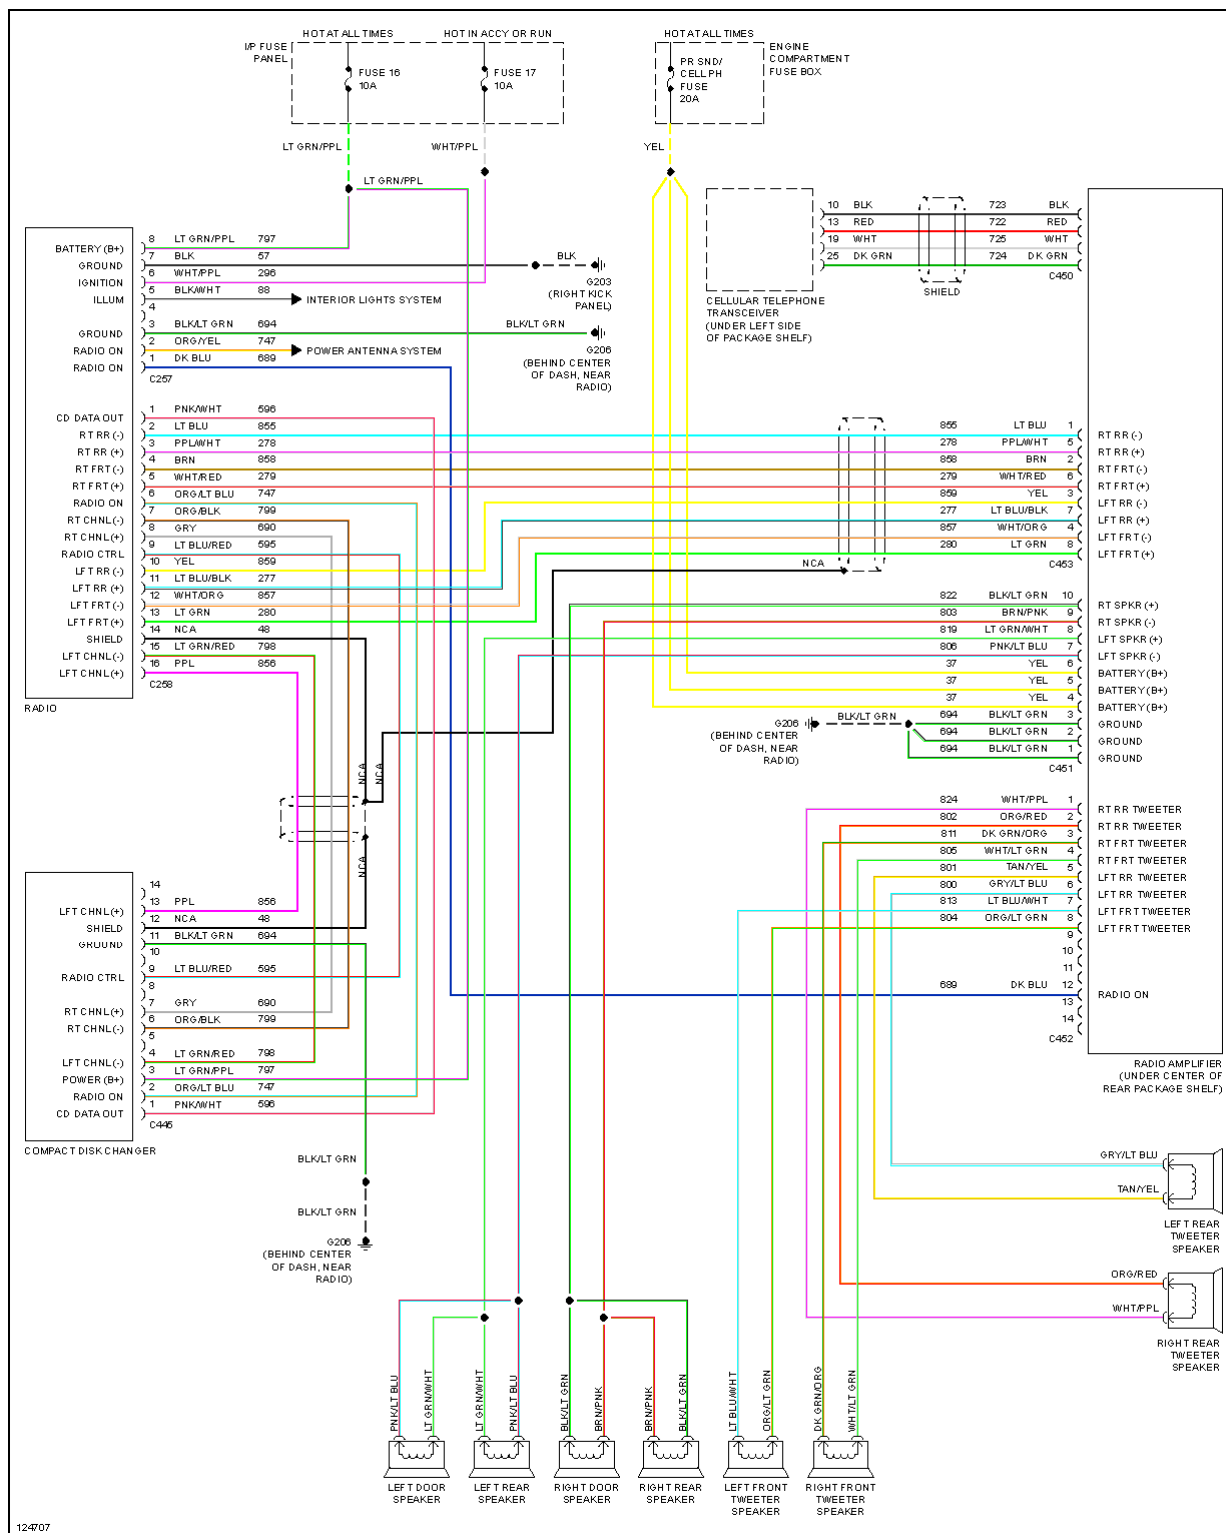 HOT AT ALL TIMES
HOT IN ACCY OR RUN
HOT AT ALL TIMES
I/P FUSE
PANEL
FUSE 16
10A
FUSE 17
10A
PR SND/
CELL PH
FUSE
20A
ENGINE
COMPARTMENT
FUSE BOX
LT GRN/PPL
WHT/PPL
YEL
LT GRN/PPL
BATTERY (B+) 8 LT GRN/PPL 797
GROUND 7 BLK 57
IGNITION 6 WHT/PPL 296
ILLUM 5 BLK/WHT 88
4
GROUND 3 BLK/LT GRN 694
RADIO ON 2 ORG/YEL 747
RADIO ON 1 DK BLU 689
C257
BLK
G203
(RIGHT KICK
PANEL)
INTERIOR LIGHTS SYSTEM
BLK/LT GRN
POWER ANTENNA SYSTEM
G206
(BEHIND CENTER
OF DASH, NEAR
RADIO)
10 BLK 723 BLK
13 RED 722 RED
19 WHT 725 WHT
25 DK GRN 724 DK GRN
C450
SHIELD
CELLULAR TELEPHONE
TRANSCEIVER
(UNDER LEFT SIDE
OF PACKAGE SHELF)
CD DATA OUT 1 PNK/WHT 596
RT RR (-) 2 LT BLU 855
RT RR (+) 3 PPL/WHT 278
RT FRT (-) 4 BRN 858
RT FRT (+) 5 WHT/RED 279
RADIO ON 6 ORG/LT BLU 747
RT CHNL (-) 7 ORG/BLK 799
RT CHNL (+) 8 GRY 690
RADIO CTRL 9 LT BLU/RED 595
LFT RR (-) 10 YEL 859
LFT RR (+) 11 LT BLU/BLK 277
LFT FRT (-) 12 WHT/ORG 857
LFT FRT (+) 13 LT GRN 280
SHIELD 14 NCA 48
LFT CHNL (-) 15 LT GRN/RED 798
LFT CHNL (+) 16 PPL 856
C258
RADIO
855 LT BLU 1 RT RR (-)
278 PPL/WHT 5 RT RR (+)
858 BRN 2 RT FRT (-)
279 WHT/RED 6 RT FRT (+)
859 YEL 3 LFT RR (-)
277 LT BLU/BLK 7 LFT RR (+)
857 WHT/ORG 4 LFT FRT (-)
280 LT GRN 8 LFT FRT (+)
C453
NCA
822 BLK/LT GRN 10 RT SPKR (+)
803 BRN/PNK 9 RT SPKR (-)
819 LT GRN/WHT 8 LFT SPKR (+)
806 PNK/LT BLU 7 LFT SPKR (-)
37 YEL 6 BATTERY (B+)
37 YEL 5 BATTERY (B+)
37 YEL 4 BATTERY (B+)
694 BLK/LT GRN 3 GROUND
694 BLK/LT GRN 2 GROUND
694 BLK/LT GRN 1 GROUND
C451
BLK/LT GRN
G206
(BEHIND CENTER
OF DASH, NEAR
RADIO)
NCA
NCA
NCA
824 WHT/PPL 1 RT RR TWEETER
802 ORG/RED 2 RT RR TWEETER
811 DK GRN/ORG 3 RT FRT TWEETER
805 WHT/LT GRN 4 RT FRT TWEETER
801 TAN/YEL 5 LFT RR TWEETER
800 GRY/LT BLU 6 LFT RR TWEETER
813 LT BLU/WHT 7 LFT FRT TWEETER
804 ORG/LT GRN 8 LFT FRT TWEETER
9
10
11
689 DK BLU 12 RADIO ON
13
14
C452
RADIO AMPLIFIER
(UNDER CENTER OF
REAR PACKAGE SHELF)
14
LFT CHNL (+) 13 PPL 856
SHIELD 12 NCA 48
GROUND 11 BLK/LT GRN 694
10
RADIO CTRL 9 LT BLU/RED 595
8
RT CHNL (+) 7 GRY 690
RT CHNL (-) 6 ORG/BLK 799
5
LFT CHNL (-) 4 LT GRN/RED 798
POWER (B+) 3 LT GRN/PPL 797
RADIO ON 2 ORG/LT BLU 747
CD DATA OUT 1 PNK/WHT 596
C446
COMPACT DISK CHANGER
BLK/LT GRN
BLK/LT GRN
G206
(BEHIND CENTER
OF DASH, NEAR
RADIO)
GRY/LT BLU
TAN/YEL
LEFT REAR
TWEETER
SPEAKER
ORG/RED
WHT/PPL
RIGHT REAR
TWEETER
SPEAKER
PNK/LT BLU
LT GRN/WHT
LT GRN/WHT
PNK/LT BLU
BLK/LT GRN
BRN/PNK
BRN/PNK
BLK/LT GRN
LT BLU/WHT
ORG/LT GRN
DK GRN/ORG
WHT/LT GRN
LEFT DOOR
SPEAKER
LEFT REAR
SPEAKER
RIGHT DOOR
SPEAKER
RIGHT REAR
SPEAKER
LEFT FRONT
TWEETER
SPEAKER
RIGHT FRONT
TWEETER
SPEAKER
124707